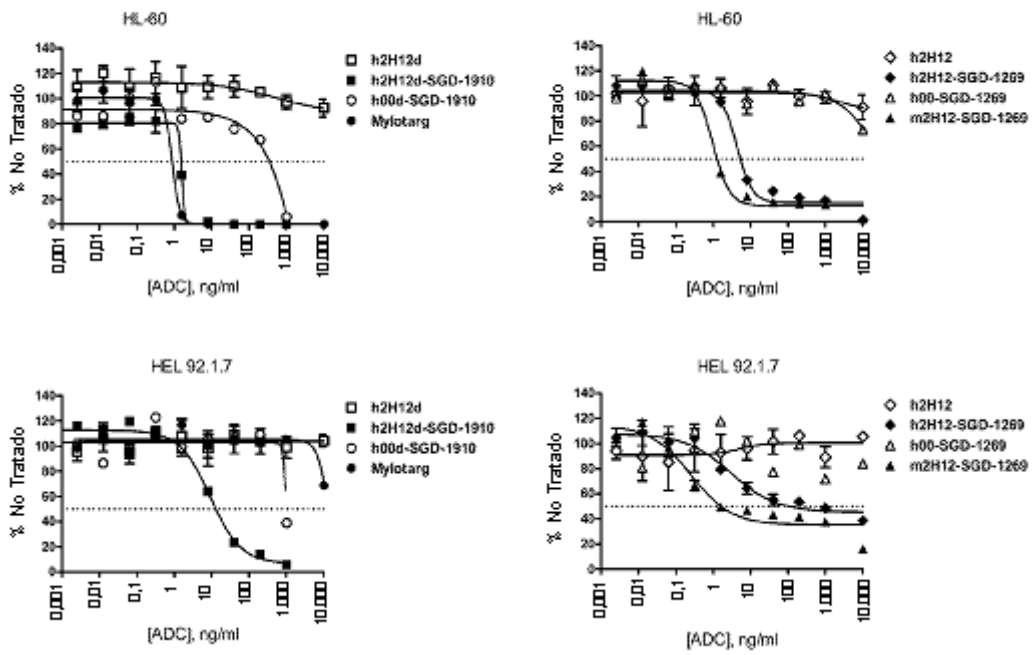 HL-60
140
120
100
80
60
40
20
0
% No Tratado
0,001
0,01
0,1
1
10
100
1.000
10.000
[ADC], ng/ml
h2H12d
h2H12d-SGD-1910
h00d-SGD-1910
Mylotarg
HL-60
140
120
100
80
60
40
20
0
% No Tratado
0,001
0,01
0,1
1
10
100
1.000
10.000
[ADC], ng/ml
h2H12
h2H12-SGD-1269
h00-SGD-1269
m2H12-SGD-1269
HEL 92.1.7
140
120
100
80
60
40
20
0
% No Tratado
0,001
0,01
0,1
1
10
100
1.000
10.000
[ADC], ng/ml
h2H12d
h2H12d-SGD-1910
h00d-SGD-1910
Mylotarg
HEL 92.1.7
140
120
100
80
60
40
20
0
% No Tratado
0,001
0,01
0,1
1
10
100
1.000
10.000
[ADC], ng/ml
h2H12
h2H12-SGD-1269
h00-SGD-1269
m2H12-SGD-1269